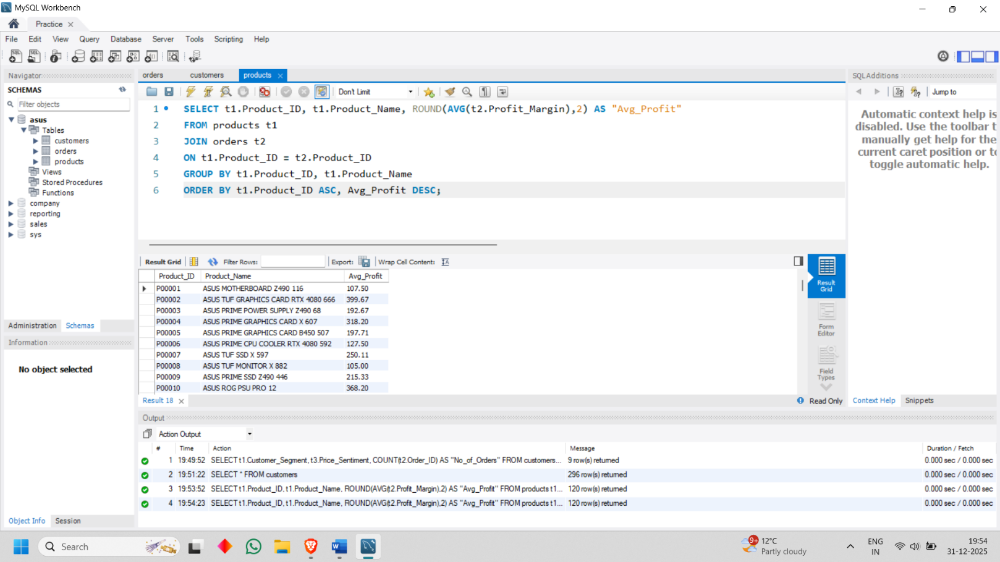 MySQL Workbench
Practice
File Edit View Query Database Server Tools Scripting Help
Navigator
SCHEMAS
Filter objects
asus
Tables
customers
orders
products
Views
Stored Procedures
Functions
company
reporting
sales
sys
Administration Schemas
Information
No object selected
Object Info Session
orders customers products
Don't Limit
1 SELECT t1.Product_ID, t1.Product_Name, ROUND(AVG(t2.Profit_Margin),2) AS "Avg_Profit"
2 FROM products t1
3 JOIN orders t2
4 ON t1.Product_ID = t2.Product_ID
5 GROUP BY t1.Product_ID, t1.Product_Name
6 ORDER BY t1.Product_ID ASC, Avg_Profit DESC;
Result Grid Filter Rows: Export: Wrap Cell Content:
Product_ID Product_Name Avg_Profit
P00001 ASUS MOTHERBOARD Z490 116 107.50
P00002 ASUS TUF GRAPHICS CARD RTX 4080 666 399.67
P00003 ASUS PRIME POWER SUPPLY Z490 68 192.67
P00004 ASUS PRIME GRAPHICS CARD X 607 318.20
P00005 ASUS PRIME GRAPHICS CARD B450 507 197.71
P00006 ASUS PRIME CPU COOLER RTX 4080 592 127.50
P00007 ASUS TUF SSD X 597 250.11
P00008 ASUS TUF MONITOR X 882 105.00
P00009 ASUS PRIME SSD Z490 446 215.33
P00010 ASUS ROG PSU PRO 12 368.20
Result Grid
Form Editor
Field Types
Result 18
Read Only
SQLAdditions
Jump to
Automatic context help is
disabled. Use the toolbar t
manually get help for the
current caret position or to
toggle automatic help.
Context Help Snippets
Output
Action Output
# Time Action Message Duration / Fetch
1 19:49:52 SELECT t1.Customer_Segment, t3.Price_Sentiment, COUNT(t2.Order_ID) AS "No_of_Orders" FROM customers... 9 row(s) returned 0.000 sec / 0.000 sec
2 19:51:22 SELECT * FROM customers 296 row(s) returned 0.000 sec / 0.000 sec
3 19:53:52 SELECT t1.Product_ID, t1.Product_Name, ROUND(AVG(t2.Profit_Margin),2) AS "Avg_Profit" FROM products t1... 120 row(s) returned 0.000 sec / 0.000 sec
4 19:54:23 SELECT t1.Product_ID, t1.Product_Name, ROUND(AVG(t2.Profit_Margin),2) AS "Avg_Profit" FROM products t1... 120 row(s) returned 0.000 sec / 0.000 sec
Search
9+
12°C
Partly cloudy
ENG
IN
19:54
31-12-2025